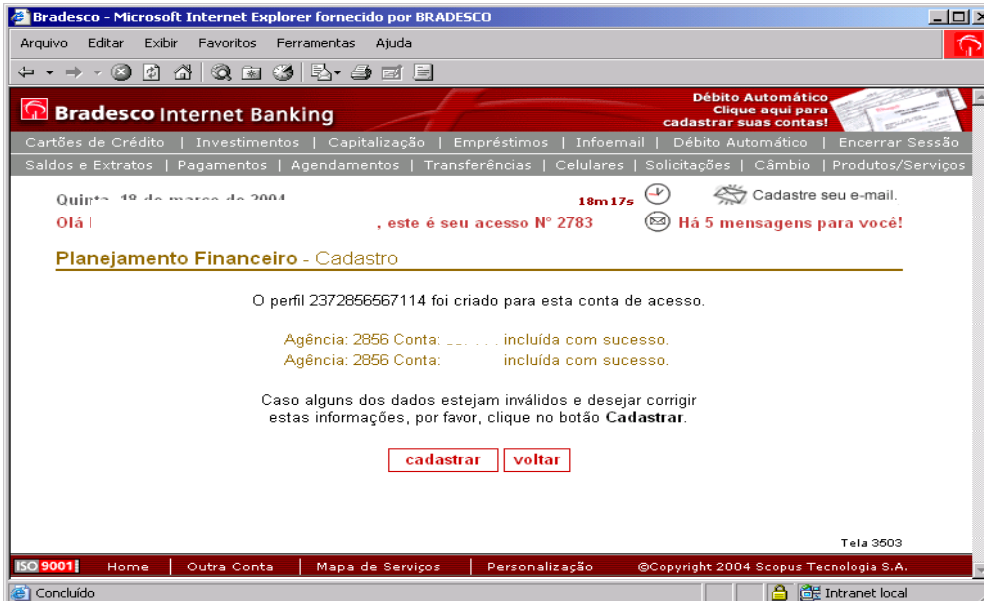 Bradesco - Microsoft Internet Explorer fornecido por BRADESCO
Arquivo Editar Exibir Favoritos Ferramentas Ajuda
Bradesco Internet Banking
Débito Automático
Clique aqui para
cadastrar suas contas!
Cartões de Crédito | Investimentos | Capitalização | Empréstimos | Infoemail | Débito Automático | Encerrar Sessão
Saldos e Extratos | Pagamentos | Agendamentos | Transferências | Celulares | Solicitações | Câmbio | Produtos/Serviços
Quinta, 18 de março de 2004 18m17s Cadastre seu e-mail.
Olá , este é seu acesso N° 2783 Há 5 mensagens para você!
Planejamento Financeiro - Cadastro
O perfil 2372856567114 foi criado para esta conta de acesso.
Agência: 2856 Conta: incluída com sucesso.
Agência: 2856 Conta: incluída com sucesso.
Caso alguns dos dados estejam inválidos e desejar corrigir
estas informações, por favor, clique no botão Cadastrar.
cadastrar voltar
Tela 3503
ISO 9001 Home | Outra Conta | Mapa de Serviços | Personalização ©Copyright 2004 Scopus Tecnologia S.A.
Concluído Intranet local